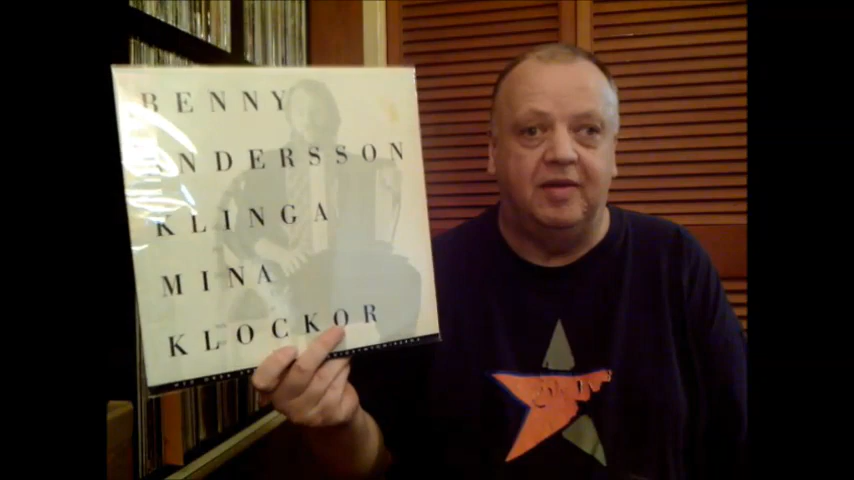 BENNY
ANDERSSON
KLINGA
MINA
KLOCKOR